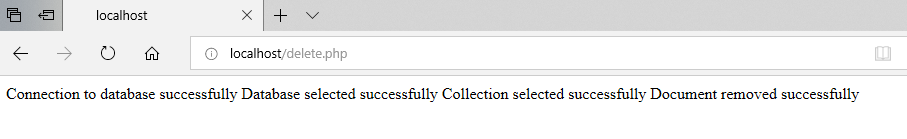 localhost
localhost/delete.php
Connection to database successfully Database selected successfully Collection selected successfully Document removed successfully